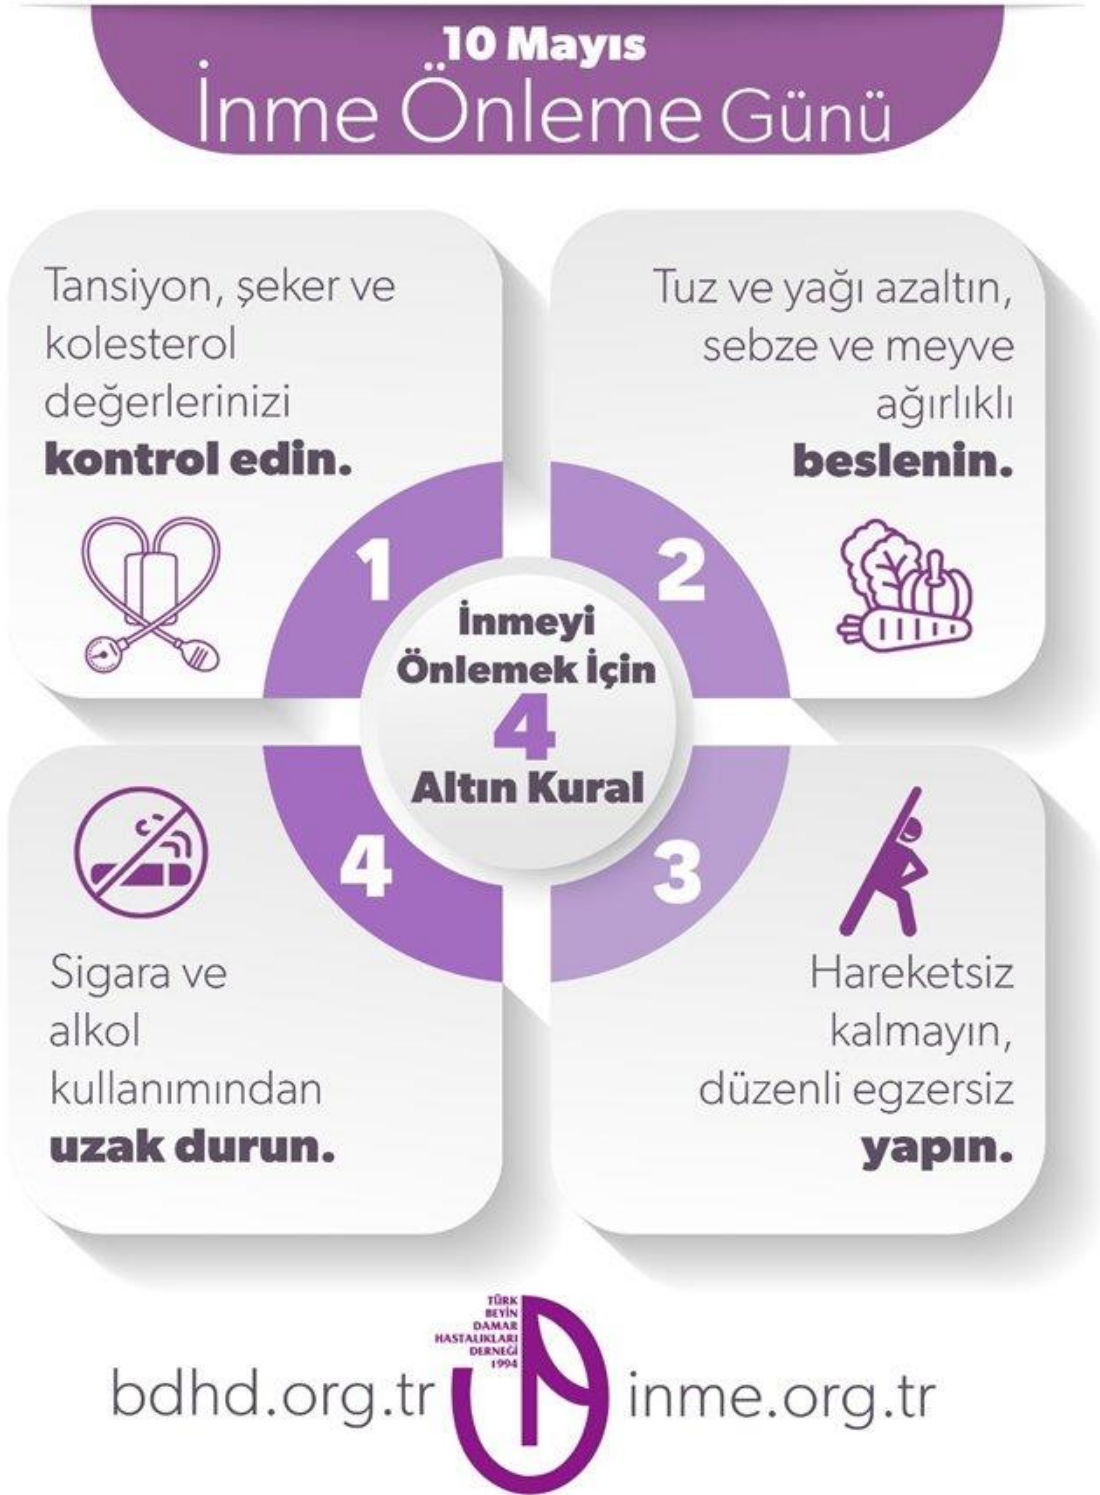 10 Mayıs
İnme Önleme Günü
Tansiyon, şeker ve
kolesterol
değerlerinizi
kontrol edin.
1
Tuz ve yağı azaltın,
sebze ve meyve
ağırlıklı
beslenin.
2
İnmeyi
Önlemek İçin
4
Altın Kural
3
Hareketsiz
kalmayın,
düzenli egzersiz
yapın.
4
Sigara ve
alkol
kullanımından
uzak durun.
TÜRK
BEYİN
DAMAR
HASTALIKLARI
DERNEĞİ
1994
bdhd.org.tr
inme.org.tr